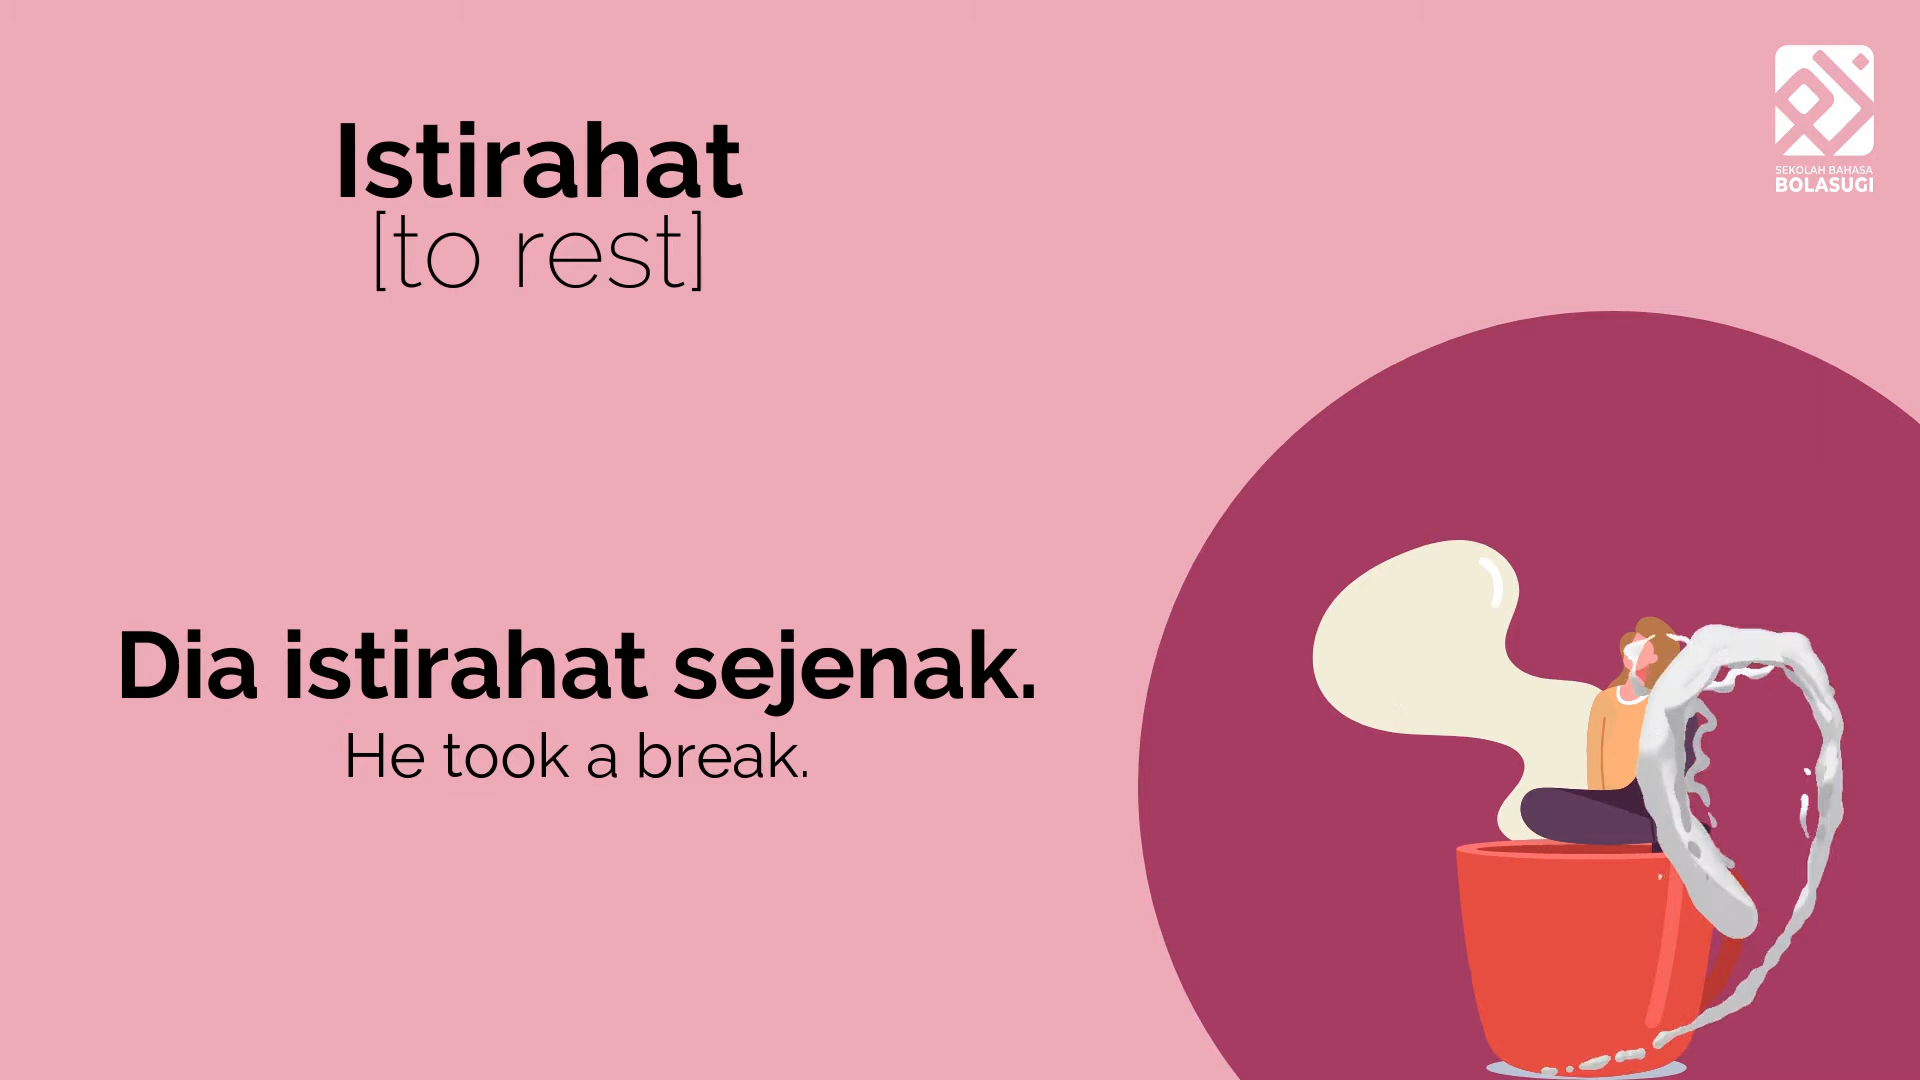 Istirahat
[to rest]
SEKOLAH BAHASA
BOLASUGI
Dia istirahat sejenak.
He took a break.